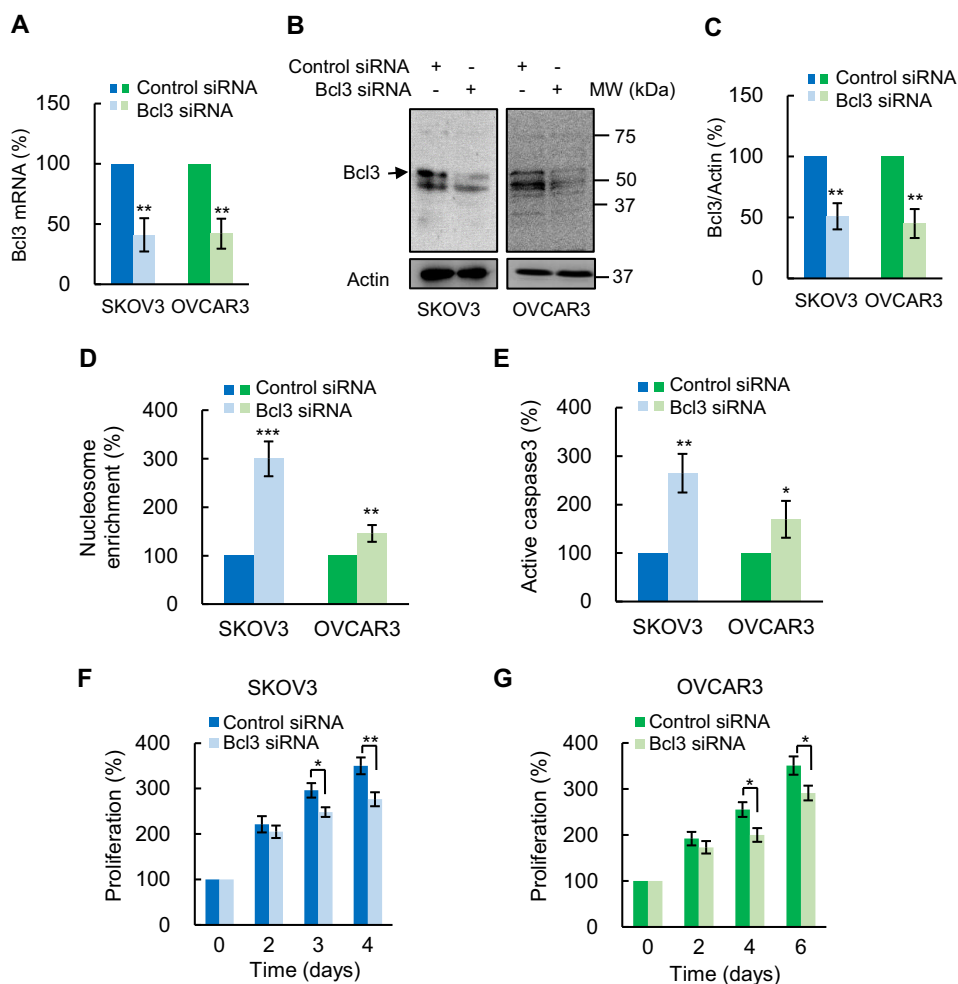 A
Control siRNA
Bcl3 siRNA
Bcl3 mRNA (%)
150
100
50
0
** **
SKOV3 OVCAR3
B
Control siRNA + - + -
Bcl3 siRNA - + - + MW (kDa)
75
Bcl3
50
37
Actin
37
SKOV3 OVCAR3
C
Control siRNA
Bcl3 siRNA
Bcl3/Actin (%)
150
100
50
0
** **
SKOV3 OVCAR3
D
Control siRNA
Bcl3 siRNA
Nucleosome
enrichment (%)
400
300
200
100
0
*** **
SKOV3 OVCAR3
E
Control siRNA
Bcl3 siRNA
Active caspase3 (%)
400
300
200
100
0
** *
SKOV3 OVCAR3
F
SKOV3
Control siRNA
Bcl3 siRNA
Proliferation (%)
400
300
200
100
0
* **
0 2 3 4
Time (days)
G
OVCAR3
Control siRNA
Bcl3 siRNA
Proliferation (%)
400
300
200
100
0
* *
0 2 4 6
Time (days)